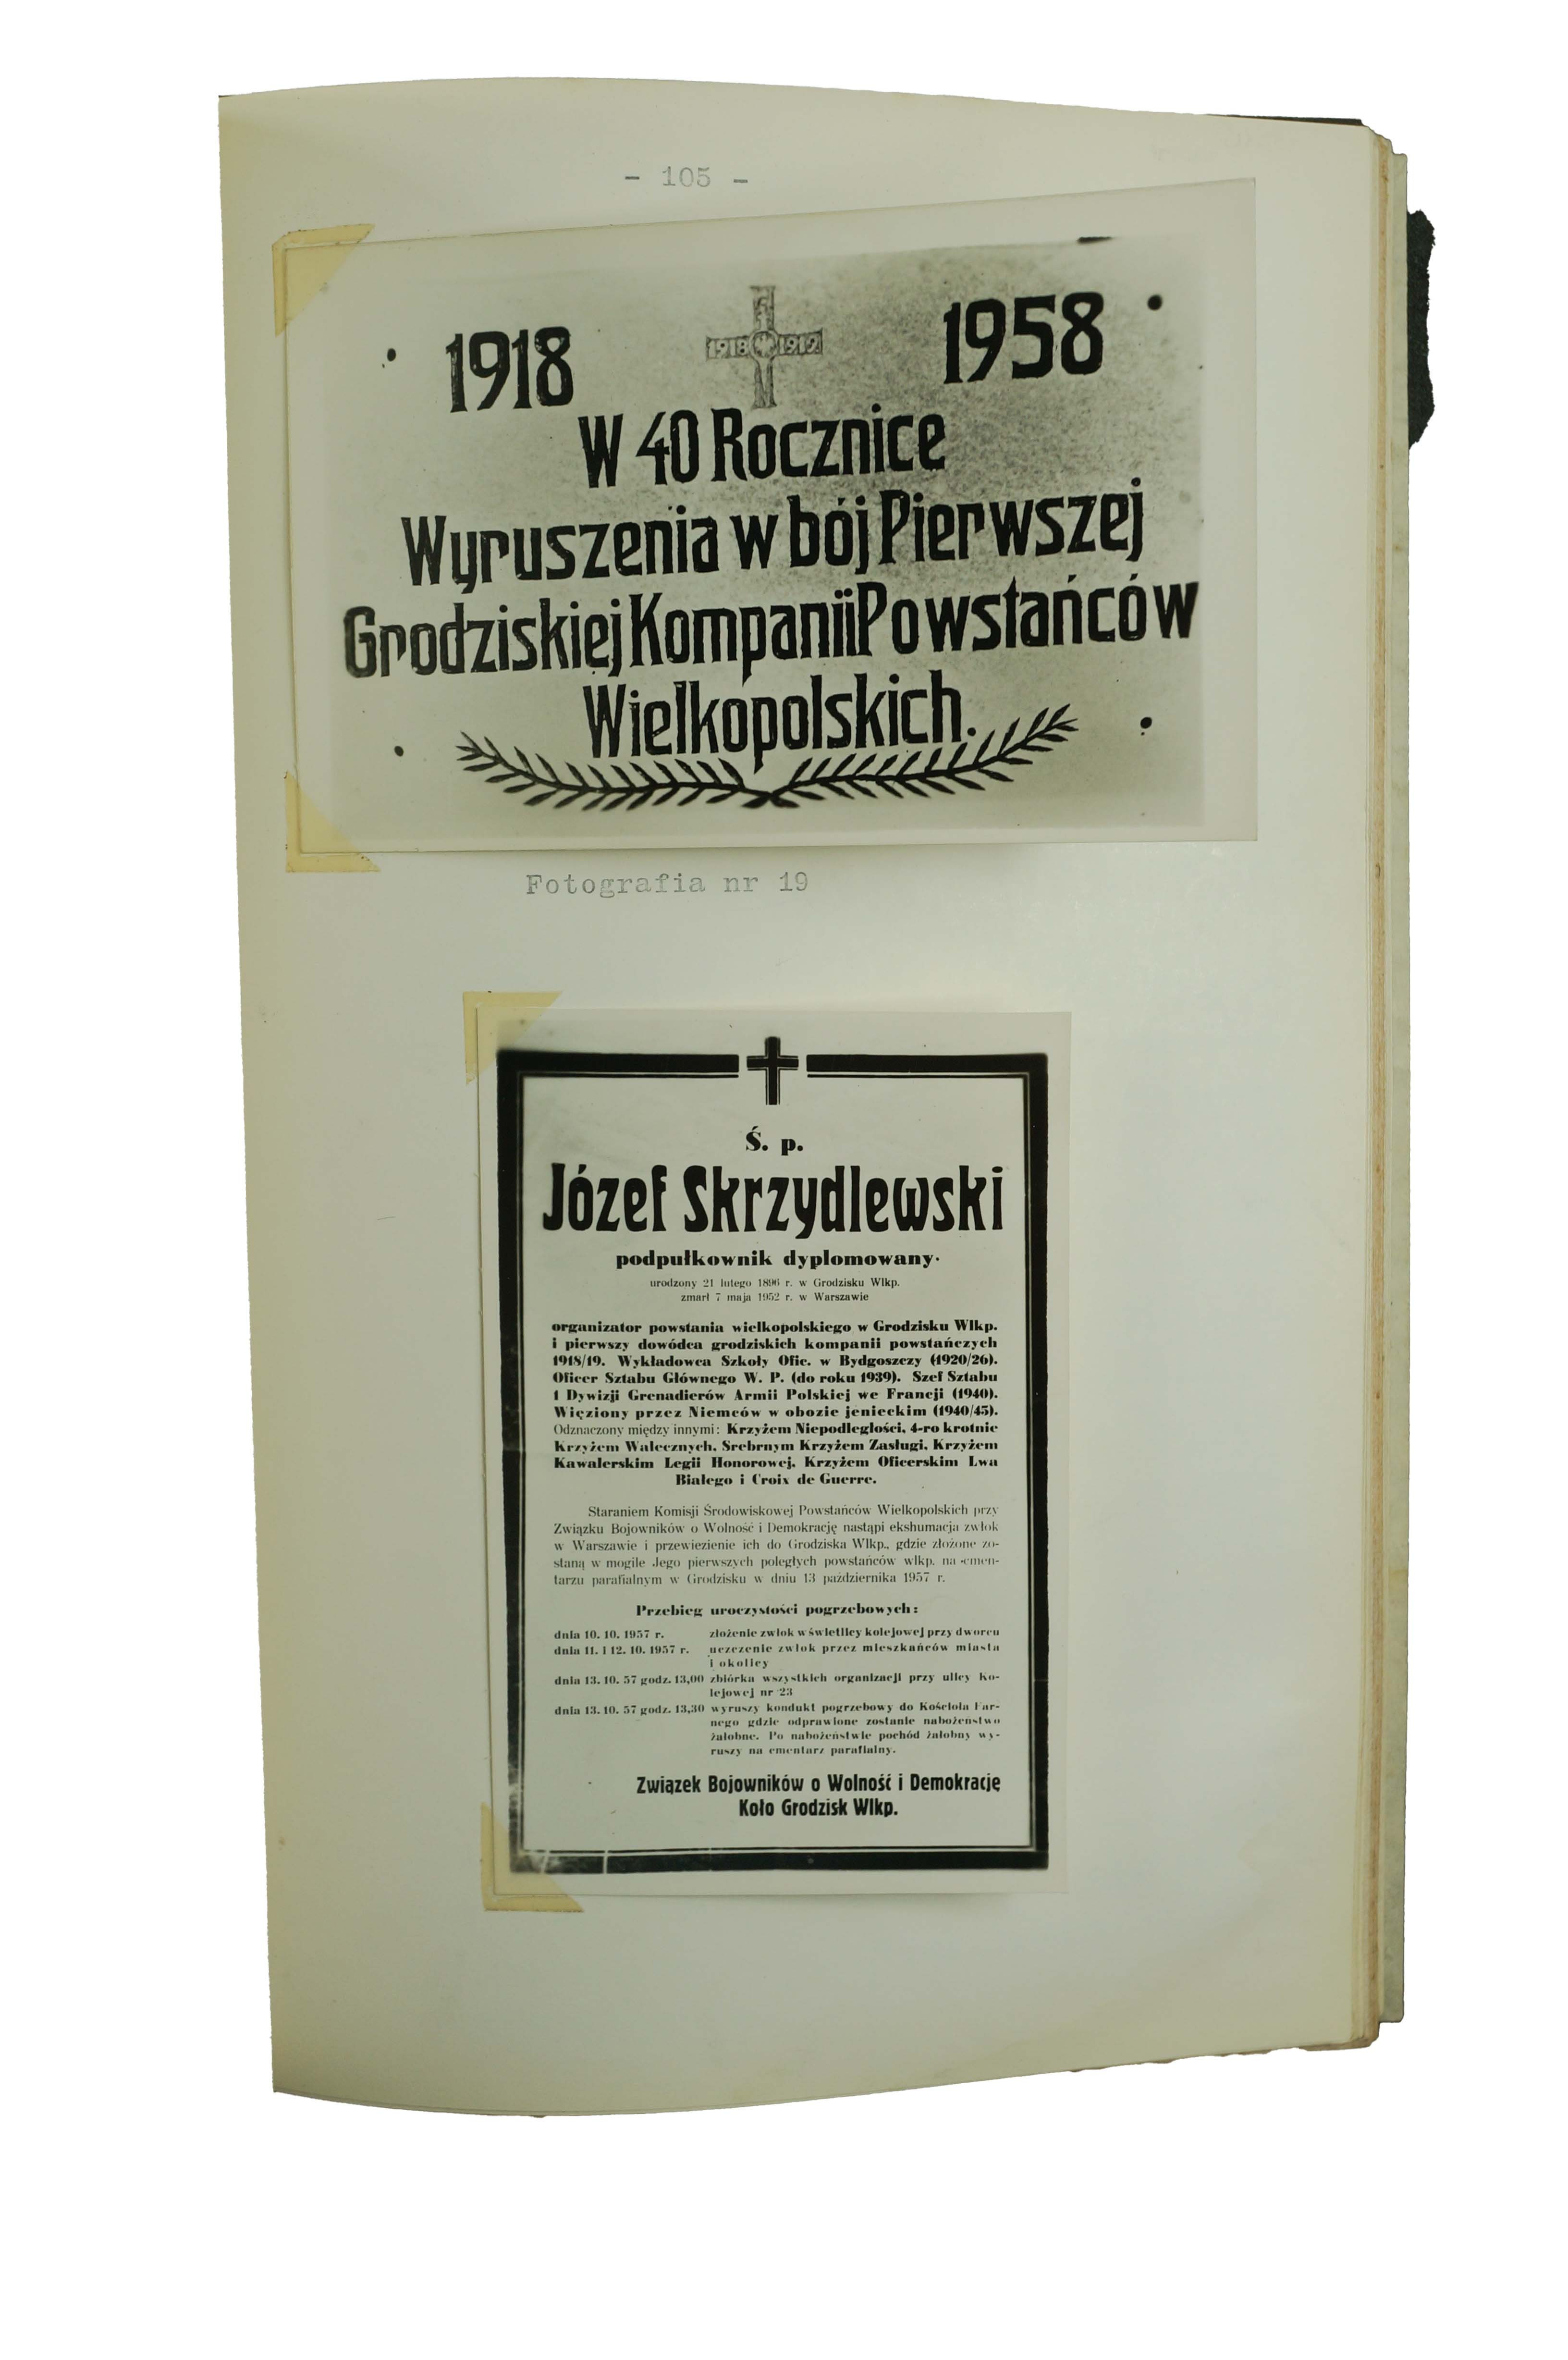 - 105 -
1918 1958
1918 1919
W 40 Rocznice
Wyruszenia w bój Pierwszej
Grodziskiej Kompanii Powstańców
Wielkopolskich.
Fotografia nr 19
Ś. p.
Józef Skrzydlewski
podpułkownik dyplomowany.
urodzony 21 lutego 1896 r. w Grodzisku Wlkp.
zmarł 7 maja 1952 r. w Warszawie
organizator powstania wielkopolskiego w Grodzisku Wlkp.
i pierwszy dowódca grodziskich kompanii powstańczych
1918/19. Wykładowca Szkoły Ofic. w Bydgoszczy (1920/26).
Oficer Sztabu Głównego W. P. (do roku 1939). Szef Sztabu
1 Dywizji Grenadierów Armii Polskiej we Francji (1940).
Więziony przez Niemców w obozie jenieckim (1940/45).
Odznaczony między innymi: Krzyżem Niepodległości, 4-ro krotnie
Krzyżem Walecznych, Srebrnym Krzyżem Zasługi, Krzyżem
Kawalerskim Legii Honorowej, Krzyżem Oficerskim Lwa
Białego i Croix de Guerre.
Staraniem Komisji Środowiskowej Powstańców Wielkopolskich przy
Związku Bojowników o Wolność i Demokrację nastąpi ekshumacja zwłok
w Warszawie i przewiezienie ich do Grodziska Wlkp., gdzie złożone zo-
staną w mogile Jego pierwszych poległych powstańców wlkp. na cmen-
tarzu parafialnym w Grodzisku w dniu 13 października 1957 r.
Przebieg uroczystości pogrzebowych:
dnia 10. 10. 1957 r. złożenie zwłok w świetlicy kolejowej przy dworcu
dnia 11. i 12. 10. 1957 r. uczczenie zwłok przez mieszkańców miasta
i okolicy
dnia 13. 10. 57 godz. 13,00 zbiórka wszystkich organizacji przy ulicy Ko-
lejowej nr 23
dnia 13. 10. 57 godz. 13,30 wyruszy kondukt pogrzebowy do Kościoła Far-
nego gdzie odprawione zostanie nabożeństwo
żałobne. Po nabożeństwie pochód żałobny wy-
ruszy na cmentarz parafialny.
Związek Bojowników o Wolność i Demokrację
Koło Grodzisk Wlkp.